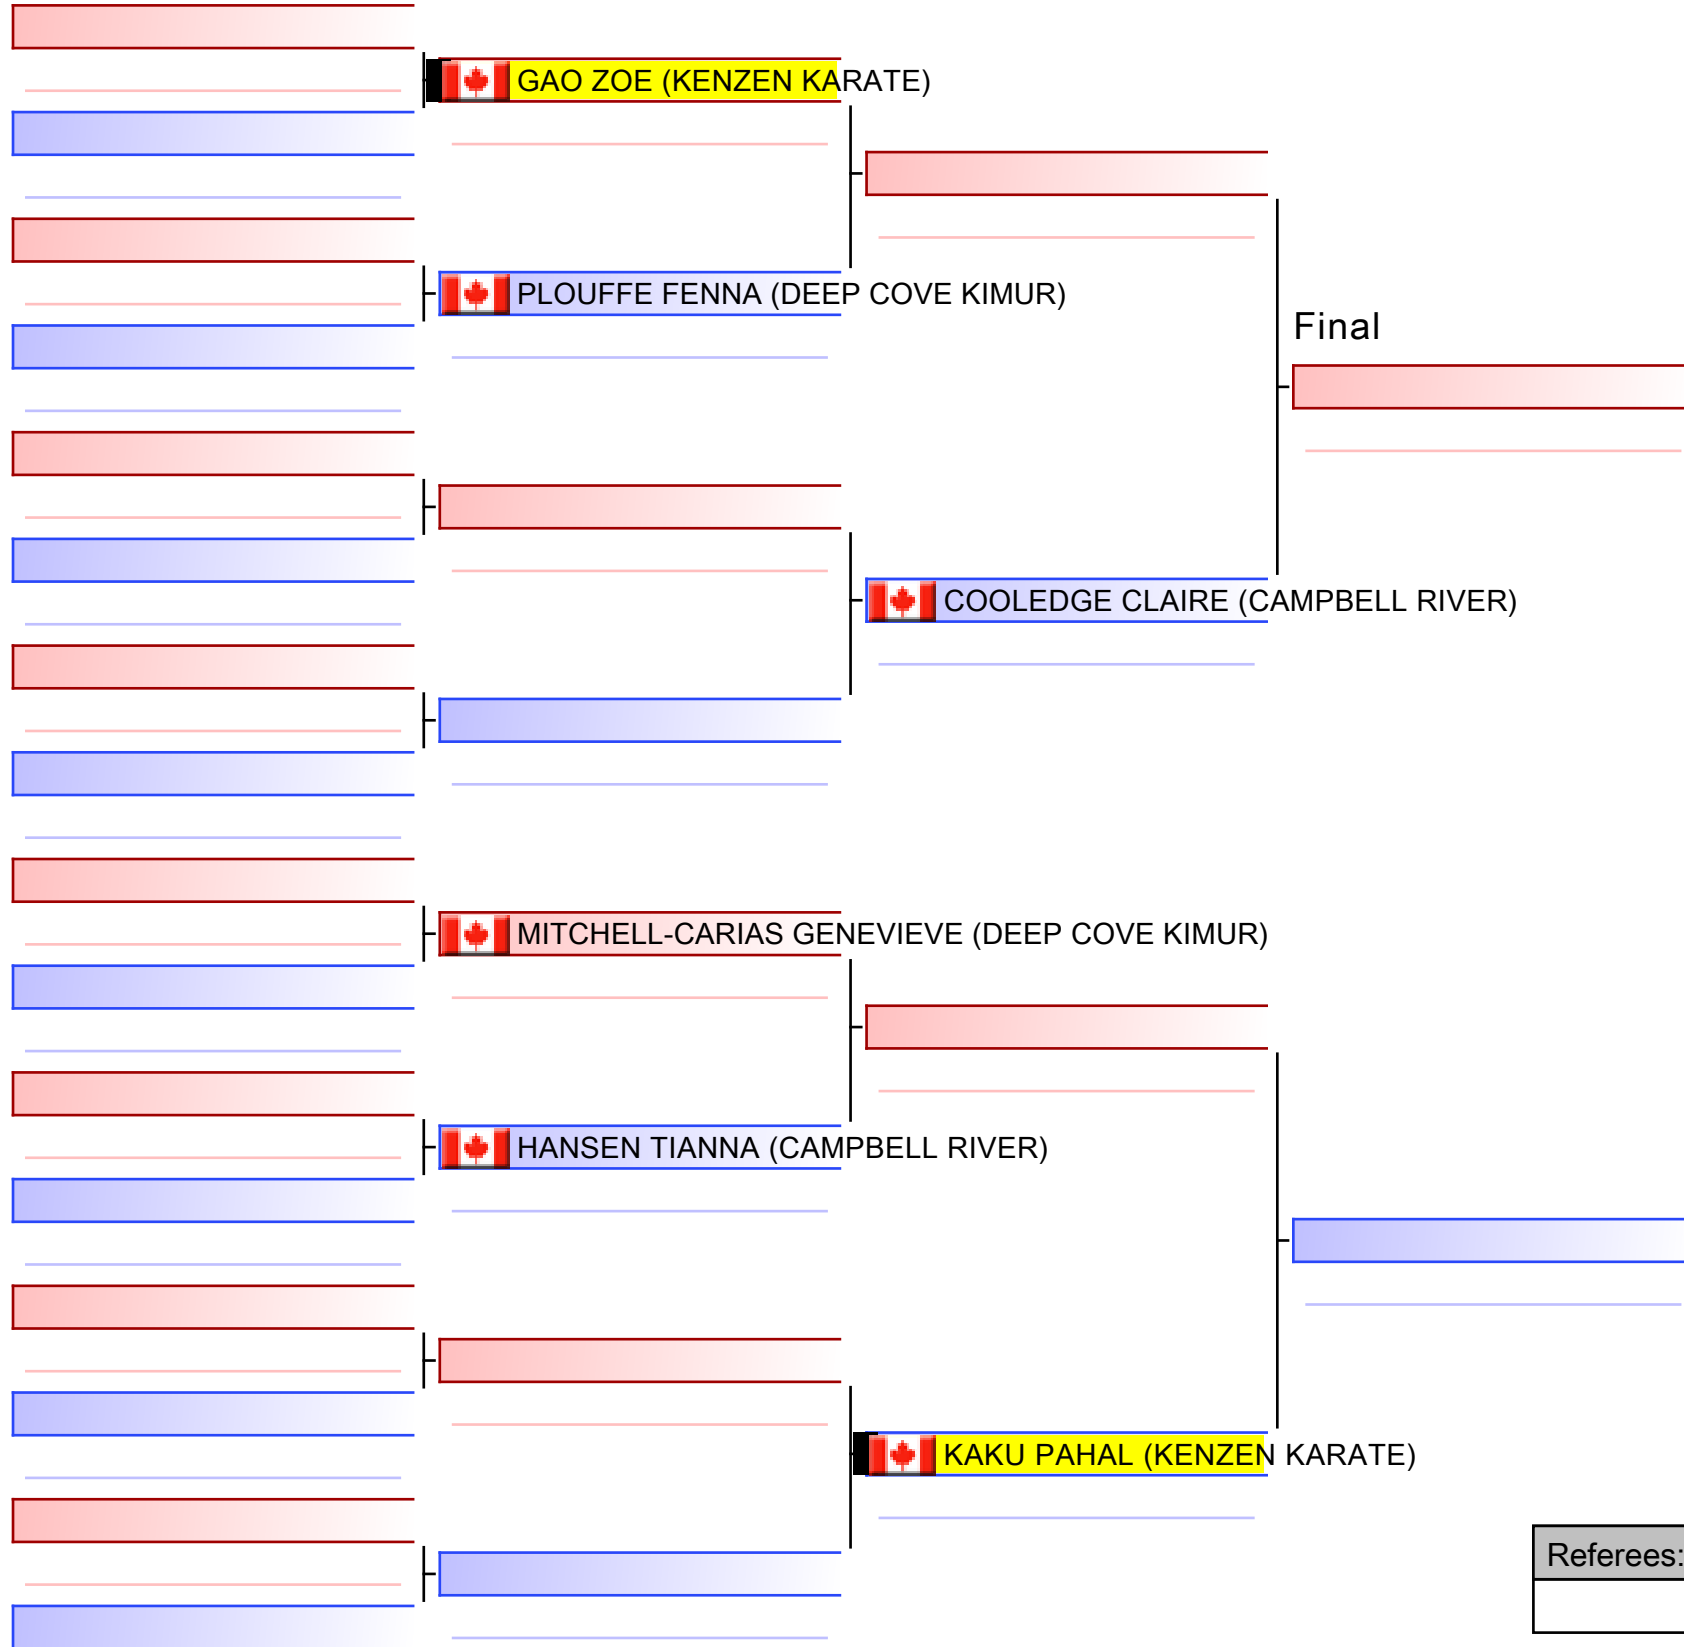 GAO ZOE (KENZEN KARATE)
PLOUFFE FENNA (DEEP COVE KIMUR)
Final
COOLEDGE CLAIRE (CAMPBELL RIVER)
MITCHELL-CARIAS GENEVIEVE (DEEP COVE KIMUR)
HANSEN TIANNA (CAMPBELL RIVER)
KAKU PAHAL (KENZEN KARATE)
Referees: